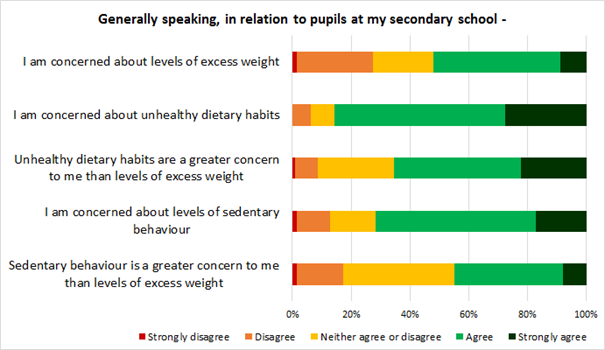 Generally speaking, in relation to pupils at my secondary school -
I am concerned about levels of excess weight
I am concerned about unhealthy dietary habits
Unhealthy dietary habits are a greater concern
to me than levels of excess weight
I am concerned about levels of sedentary
behaviour
Sedentary behaviour is a greater concern to me
than levels of excess weight
0% 20% 40% 60% 80% 100%
Strongly disagree Disagree Neither agree or disagree Agree Strongly agree